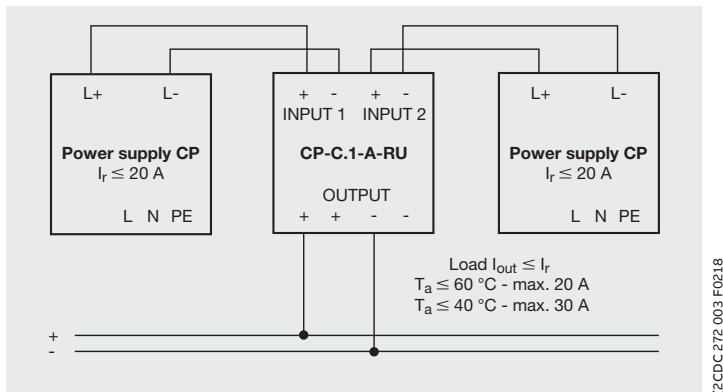 L+ L-
Power supply CP
Iᵣ ≤ 20 A
L N PE
+ - + -
INPUT 1 INPUT 2
CP-C.1-A-RU
OUTPUT
+ + - -
L+ L-
Power supply CP
Iᵣ ≤ 20 A
L N PE
Load Iout ≤ Iᵣ
Ta ≤ 60 °C - max. 20 A
Ta ≤ 40 °C - max. 30 A
+
-
2CDC 272 003 F0218